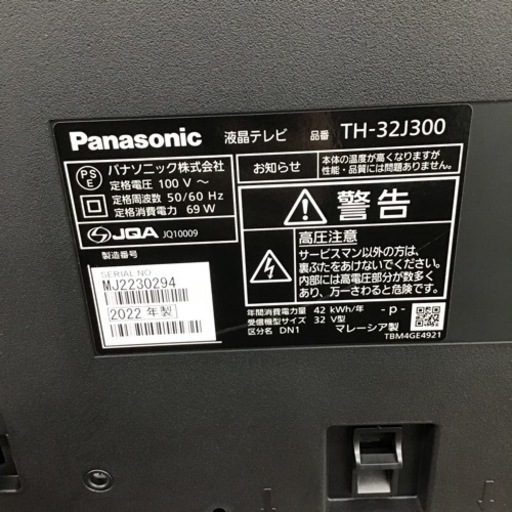 Panasonic 液晶テレビ 品番 TH-32J300
PS
E
パナソニック株式会社
定格電圧 100 V ～
定格周波数 50/60 Hz
定格消費電力 69 W
JQA JQ10009
製造番号
SERIAL NO
MJ2230294
2022 年製
お知らせ
本体の温度が高くなりますが
性能・品質には問題ありません。
警告
高圧注意
サービスマン以外の方は、
裏ぶたをあけないでください。
内部には高電圧部分が数多く
あり、万一さわると危険です。
年間消費電力量 42 kWh/年
受信機型サイズ 32 V型
区分名 DN1
- p -
マレーシア製
TBM4GE4921